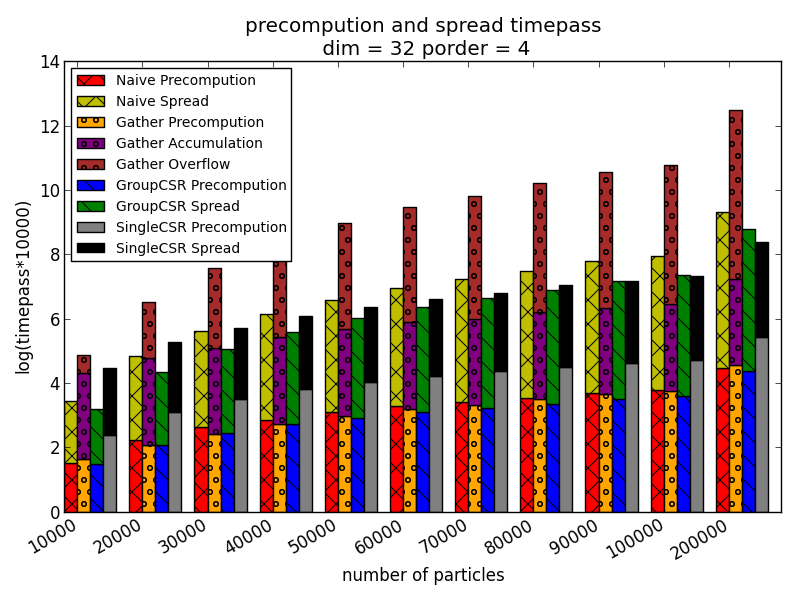 precompution and spread timepass
dim = 32 porder = 4
log(timepass*10000)
14
12
10
8
6
4
2
0
Naive Precompution
Naive Spread
Gather Precompution
Gather Accumulation
Gather Overflow
GroupCSR Precompution
GroupCSR Spread
SingleCSR Precompution
SingleCSR Spread
10000 20000 30000 40000 50000 60000 70000 80000 90000 100000 200000
number of particles